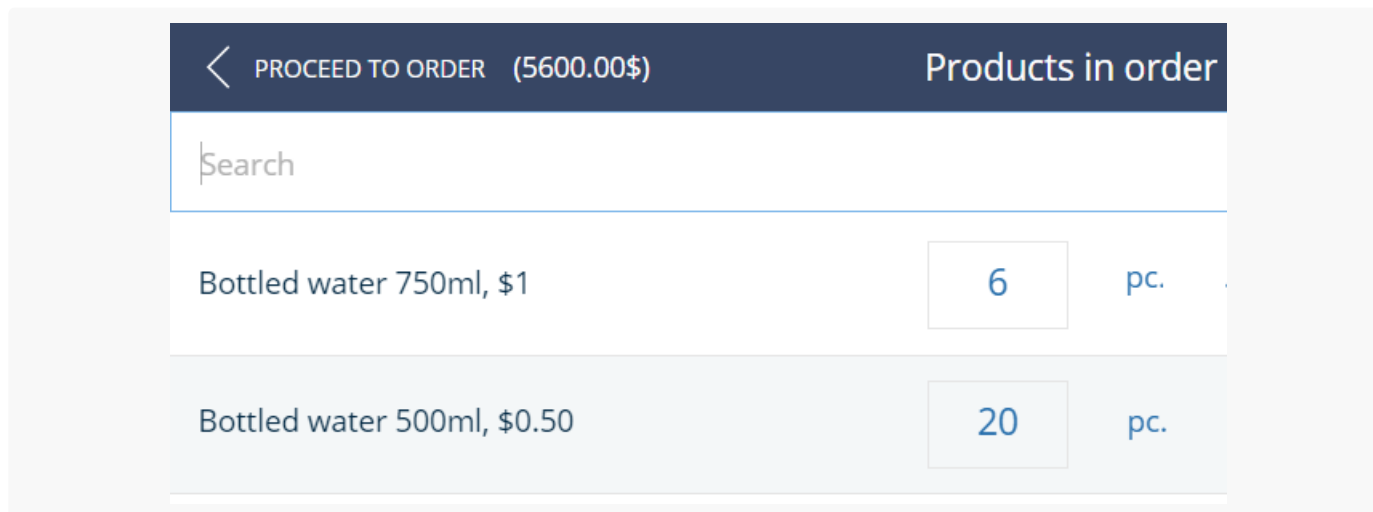 PROCEED TO ORDER (5600.00$) Products in order
Search
Bottled water 750ml, $1 6 pc.
Bottled water 500ml, $0.50 20 pc.